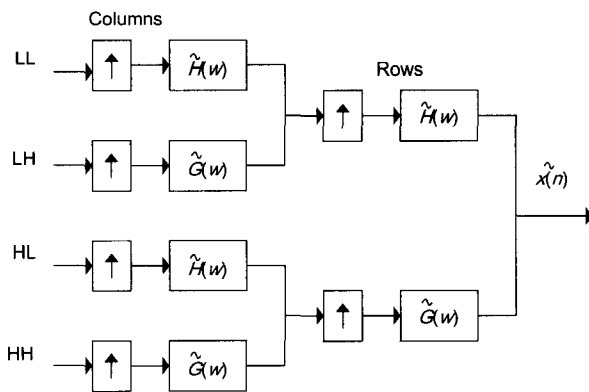 Columns
LL ↑ H̃(w)
Rows
↑ H̃(w)
LH ↑ G̃(w)
x̃(n)
HL ↑ H̃(w)
↑ G̃(w)
HH ↑ G̃(w)